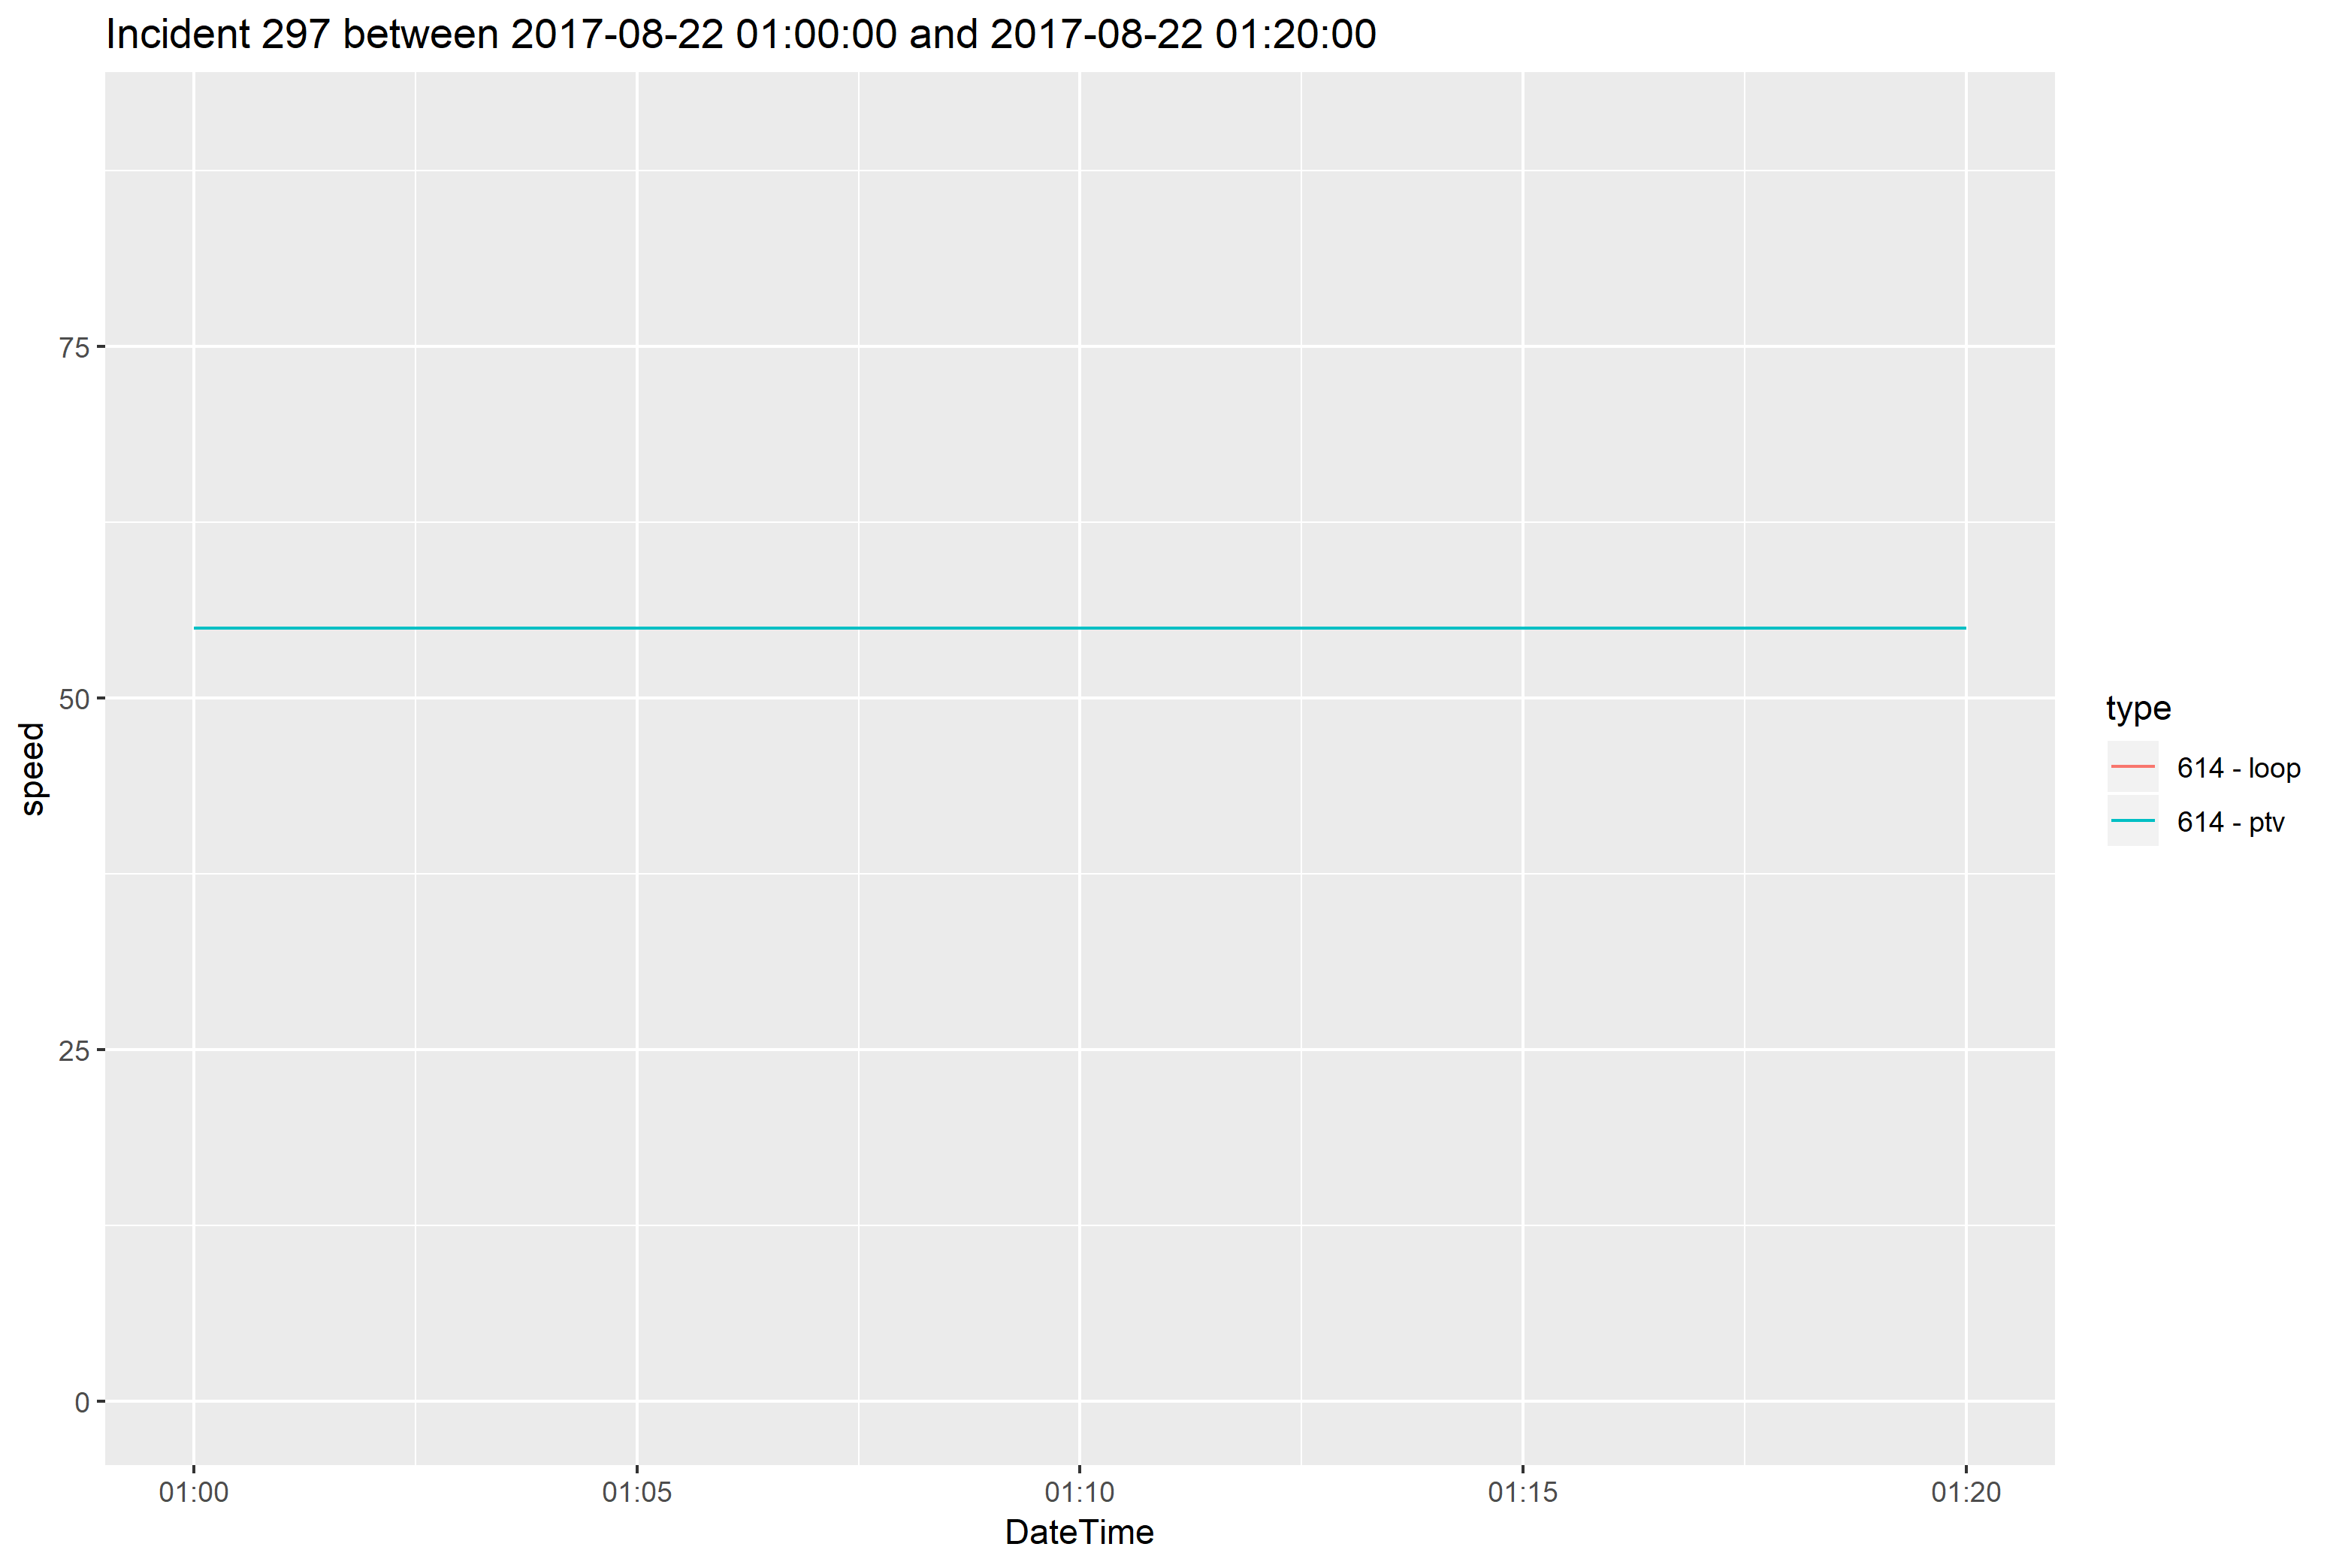 Incident 297 between 2017-08-22 01:00:00 and 2017-08-22 01:20:00
75
50
25
0
speed
01:00 01:05 01:10 01:15 01:20
DateTime
type
614 - loop
614 - ptv